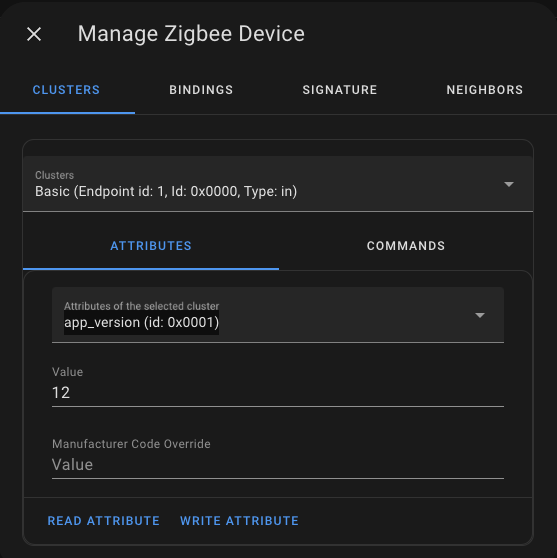 Manage Zigbee Device
CLUSTERS BINDINGS SIGNATURE NEIGHBORS
Clusters
Basic (Endpoint id: 1, Id: 0x0000, Type: in)
ATTRIBUTES COMMANDS
Attributes of the selected cluster
app_version (id: 0x0001)
Value
12
Manufacturer Code Override
Value
READ ATTRIBUTE WRITE ATTRIBUTE